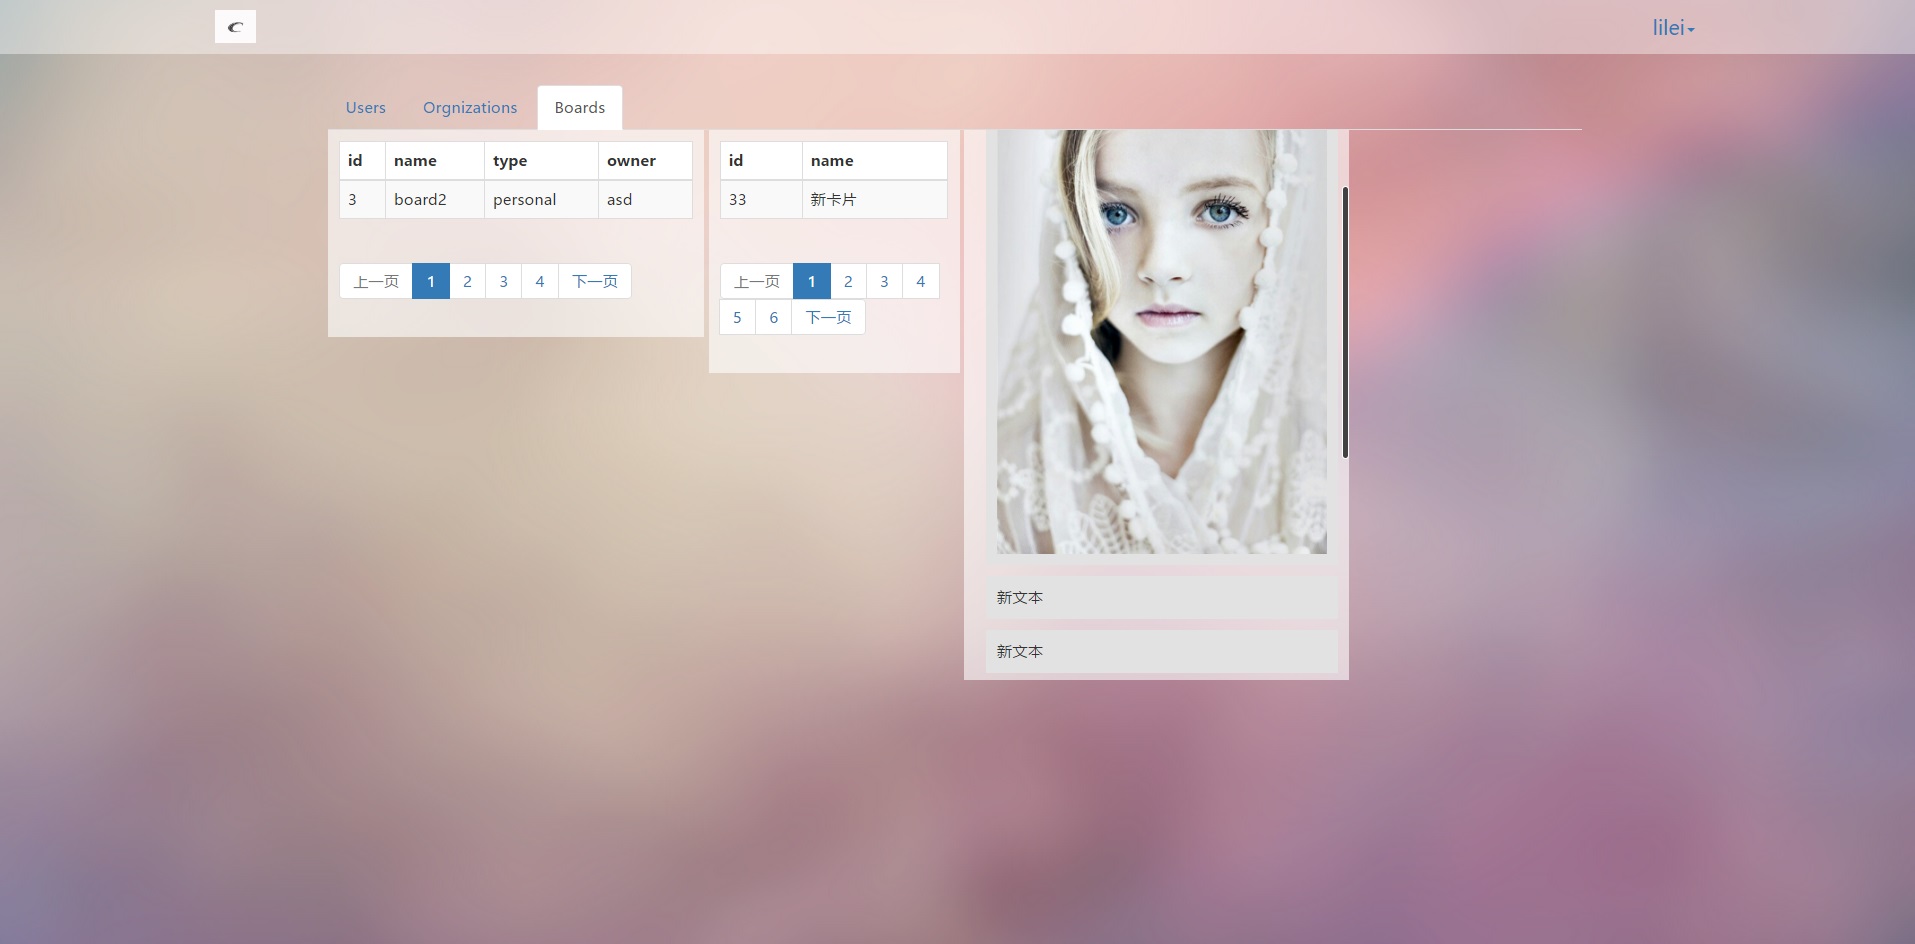 C
lilei
Users Orgnizations Boards
id name type owner
3 board2 personal asd
上一页 1 2 3 4 下一页
id name
33 新卡片
上一页 1 2 3 4
5 6 下一页
新文本
新文本